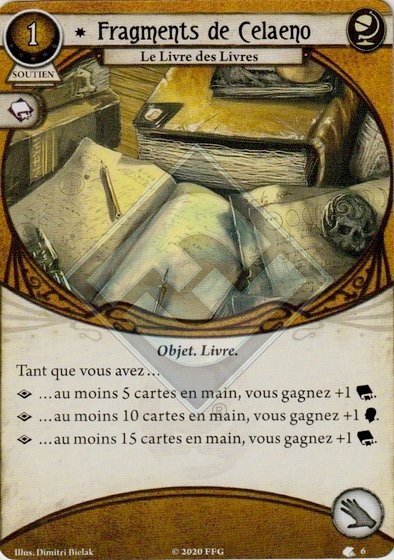 1
* Fragments de Celaeno
SOUTIEN
Le Livre des Livres
Objet. Livre.
Tant que vous avez…
…au moins 5 cartes en main, vous gagnez +1
…au moins 10 cartes en main, vous gagnez +1
…au moins 15 cartes en main, vous gagnez +1
Illus. Dimitri Bielak
© 2020 FFG
6